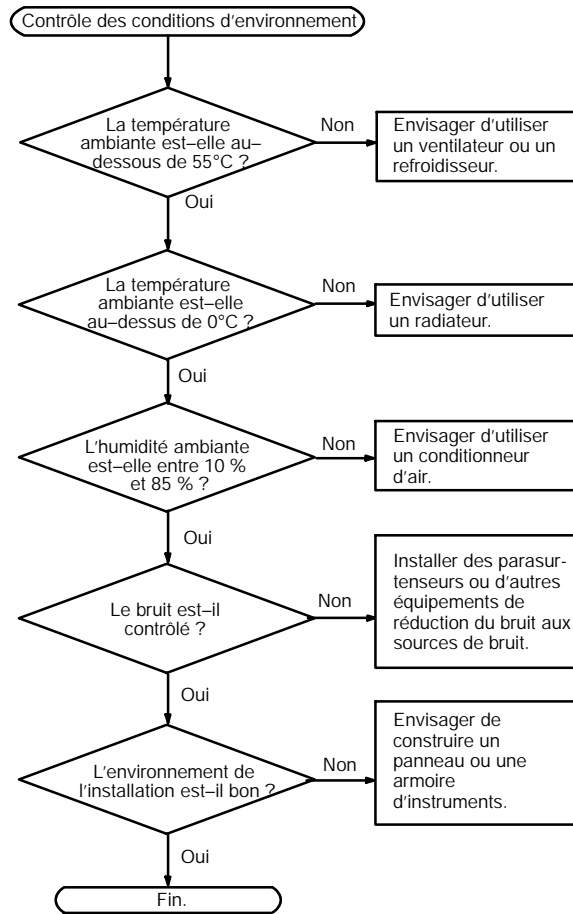 Contrôle des conditions d'environnement
La température
ambiante est–elle au–
dessous de 55°C ?
Non
Envisager d'utiliser
un ventilateur ou un
refroidisseur.
Oui
La température
ambiante est–elle
au–dessus de 0°C ?
Non
Envisager d'utiliser
un radiateur.
Oui
L'humidité ambiante
est–elle entre 10 %
et 85 % ?
Non
Envisager d'utiliser
un conditionneur
d'air.
Oui
Le bruit est–il
contrôlé ?
Non
Installer des parasur-
tenseurs ou d'autres
équipements de
réduction du bruit aux
sources de bruit.
Oui
L'environnement de
l'installation est–il bon ?
Non
Envisager de
construire un
panneau ou une
armoire
d'instruments.
Oui
Fin.